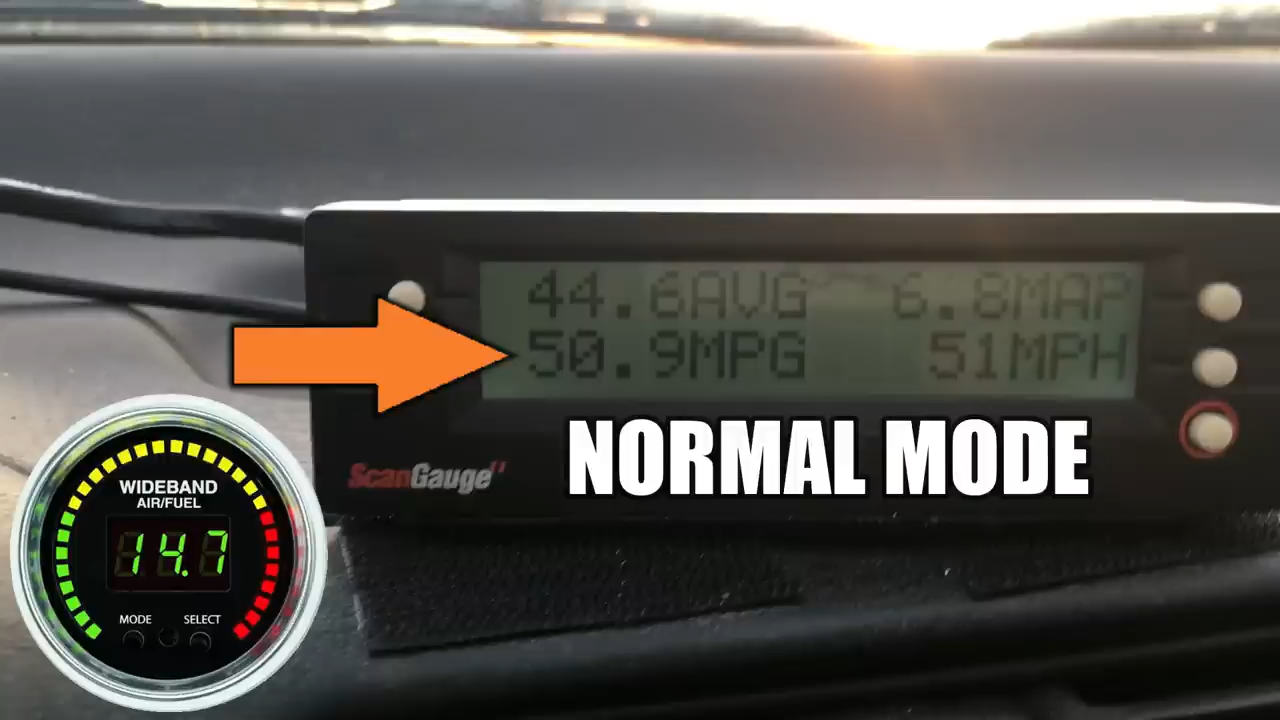 44.6AVG 6.8MAP
50.9MPG 51MPH
NORMAL MODE
ScanGauge II
WIDEBAND
AIR/FUEL
14.7
MODE SELECT